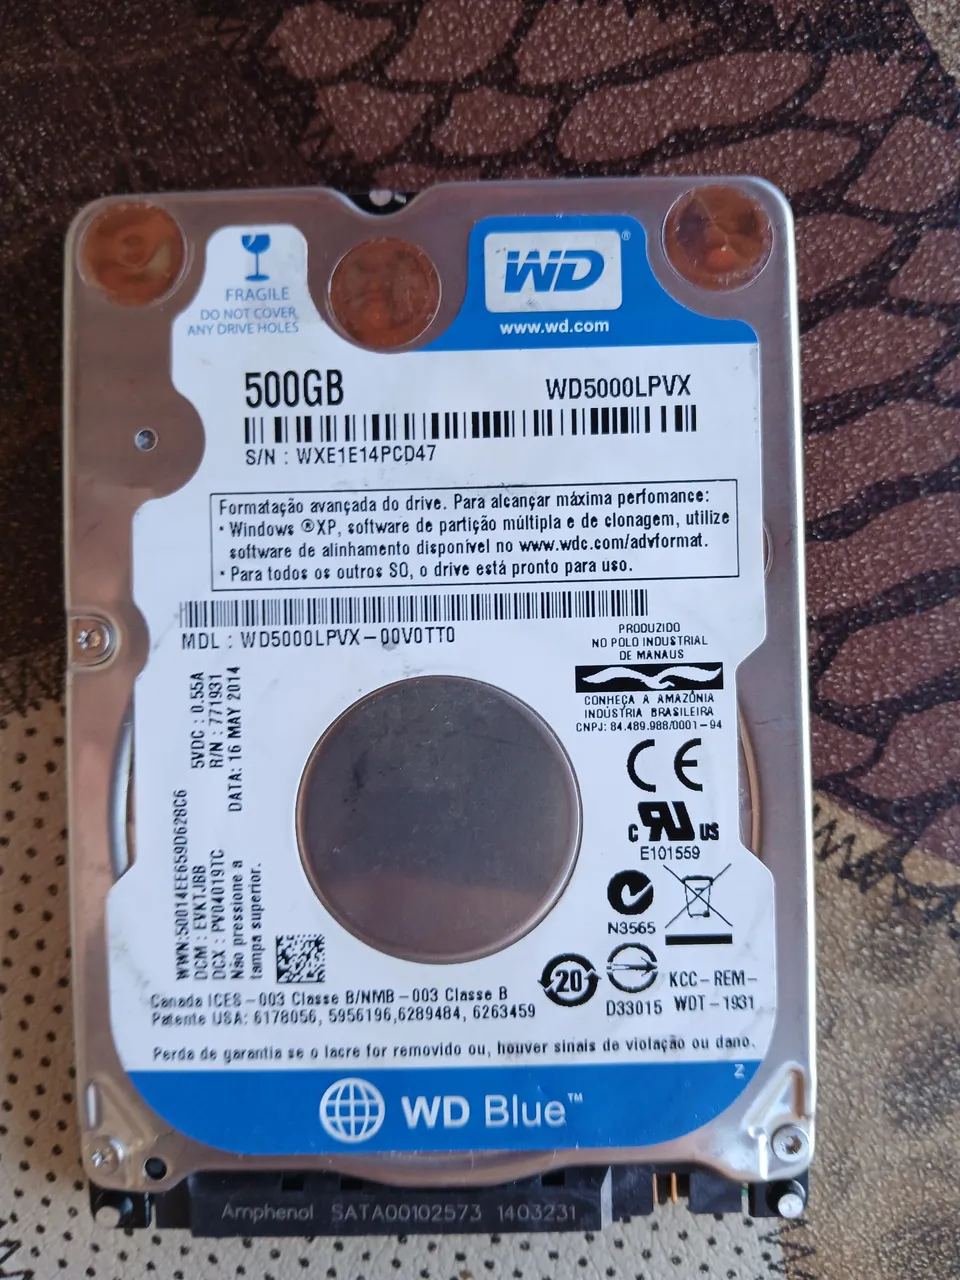 FRAGILE
DO NOT COVER
ANY DRIVE HOLES
WD®
www.wd.com
500GB
WD5000LPVX
S/N : WXE1E14PCD47
Formatação avançada do drive. Para alcançar máxima perfomance:
• Windows ®XP, software de partição múltipla e de clonagem, utilize
software de alinhamento disponível no www.wdc.com/advformat.
• Para todos os outros SO, o drive está pronto para uso.
MDL : WD5000LPVX-00V0TT0
PRODUZIDO
NO POLO INDUSTRIAL
DE MANAUS
CONHEÇA A AMAZÔNIA
INDÚSTRIA BRASILEIRA
CNPJ: 84.489.988/0001-94
5VDC : 0.55A
R/N : 771931
DATA: 16 MAY 2014
WWN:50014EE659D628C6
DCM : EVKTJBB
DCX : PV04019TC
Não pressione a
tampa superior.
CE
c RU US
E101559
N3565
20
D33015
KCC-REM-
WDT-1931
Canada ICES-003 Classe B/NMB-003 Classe B
Patente USA: 6178056, 5956196,6289484, 6263459
Perda de garantia se o lacre for removido ou, houver sinais de violação ou dano.
Z
WD Blue™
Amphenol SATA00102573 1403231